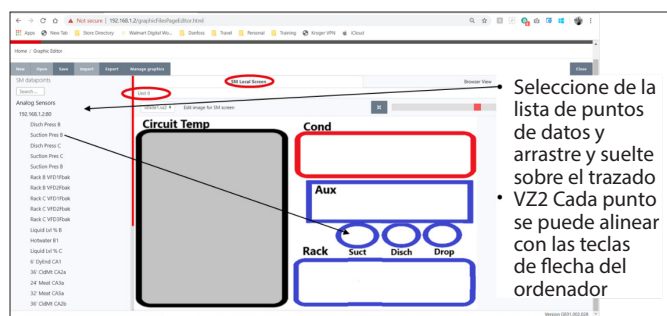 Not secure | 192.168.1.2/graphicFilesPageEditor.html
Apps New Tab Store Directory Walmart Digital Wo... Danfoss Travel Personal Training Kroger VPN iCloud
Home / Graphic Editor
New Open Save Import Export Manage graphics Close
SM datapoints SM Local Screen Browser View
Search...
Unit 0
Analog Sensors
Edit image for SM screen
192.168.1.2:80
Disch Press B
Suction Pres B
Disch Press C
Suction Pres C
Suction Pres B
Rack B VFD1Fbak
Rack B VFD2Fbak
Rack C VFD1Fbak
Rack C VFD2Fbak
Rack C VFD3Fbak
Liquid Lvl % B
Hotwater B1
Liquid Lvl % C
6' DyEnd CA1
36' CldMt CA2a
24' Meat CA3a
32' Meat CA5a
36' CldMt CA2b
Circuit Temp
Cond
Aux
Suct Disch Drop
Rack
• Seleccione de la
lista de puntos
de datos y
arrastre y suelte
sobre el trazado
• VZ2 Cada punto
se puede alinear
con las teclas
de flecha del
ordenador